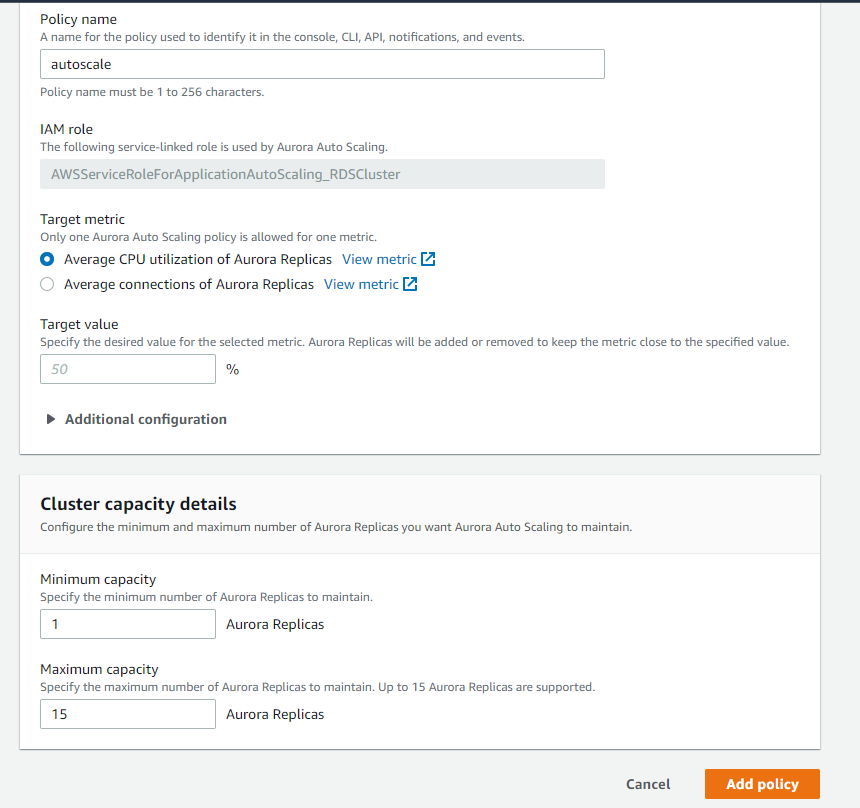 Policy name
A name for the policy used to identify it in the console, CLI, API, notifications, and events.
autoscale
Policy name must be 1 to 256 characters.
IAM role
The following service-linked role is used by Aurora Auto Scaling.
AWSServiceRoleForApplicationAutoScaling_RDSCluster
Target metric
Only one Aurora Auto Scaling policy is allowed for one metric.
Average CPU utilization of Aurora Replicas View metric
Average connections of Aurora Replicas View metric
Target value
Specify the desired value for the selected metric. Aurora Replicas will be added or removed to keep the metric close to the specified value.
50 %
Additional configuration
Cluster capacity details
Configure the minimum and maximum number of Aurora Replicas you want Aurora Auto Scaling to maintain.
Minimum capacity
Specify the minimum number of Aurora Replicas to maintain.
1 Aurora Replicas
Maximum capacity
Specify the maximum number of Aurora Replicas to maintain. Up to 15 Aurora Replicas are supported.
15 Aurora Replicas
Cancel Add policy